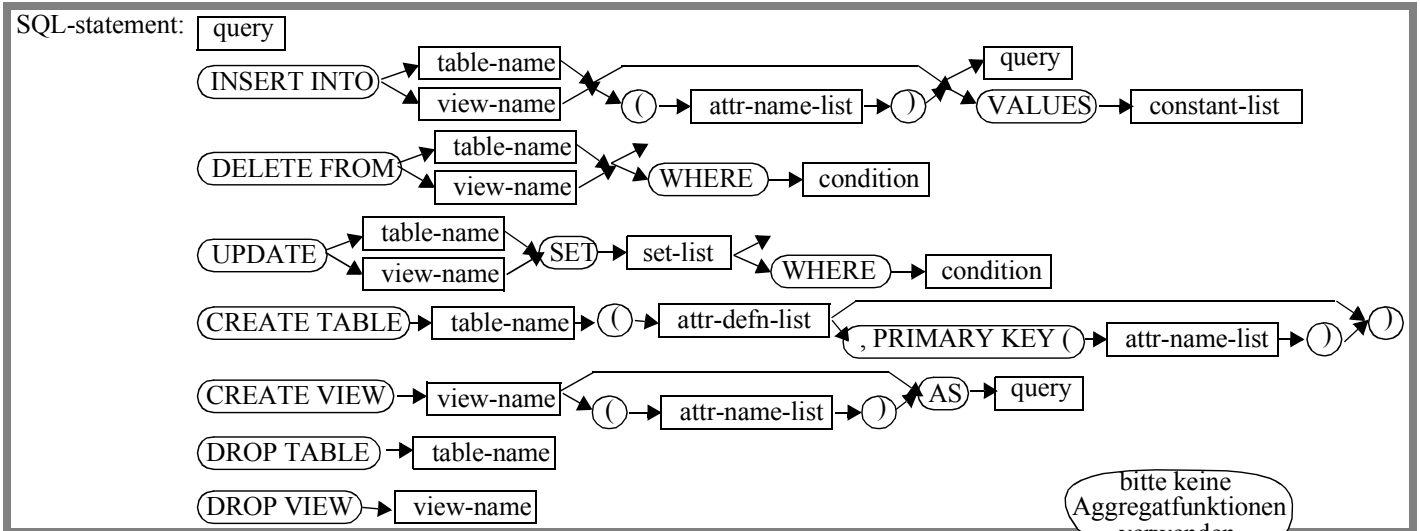 SQL-statement: query
INSERT INTO table-name view-name ( attr-name-list ) query VALUES constant-list
DELETE FROM table-name view-name WHERE condition
UPDATE table-name view-name SET set-list WHERE condition
CREATE TABLE table-name ( attr-defn-list , PRIMARY KEY ( attr-name-list ) )
CREATE VIEW view-name ( attr-name-list ) AS query
DROP TABLE table-name
DROP VIEW view-name
bitte keine
Aggregatfunktionen
verwenden